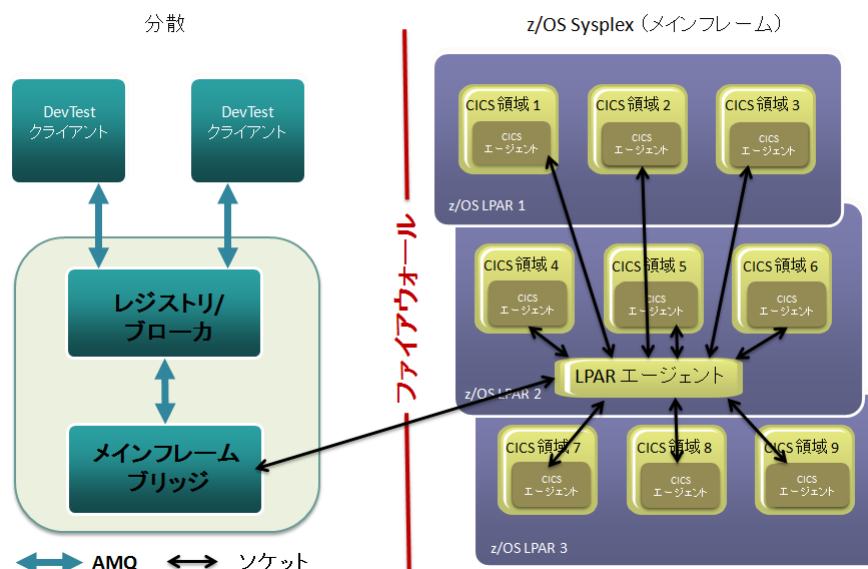 分散
z/OS Sysplex (メインフレーム)
DevTest
クライアント
DevTest
クライアント
レジストリ/
ブローカ
メインフレーム
ブリッジ
AMQ
ソケット
ファイアウォール
CICS 領域 1
CICS
エージェント
CICS 領域 2
CICS
エージェント
CICS 領域 3
CICS
エージェント
z/OS LPAR 1
CICS 領域 4
CICS
エージェント
CICS 領域 5
CICS
エージェント
CICS 領域 6
CICS
エージェント
LPAR エージェント
z/OS LPAR 2
CICS 領域 7
CICS
エージェント
CICS 領域 8
CICS
エージェント
CICS 領域 9
CICS
エージェント
z/OS LPAR 3